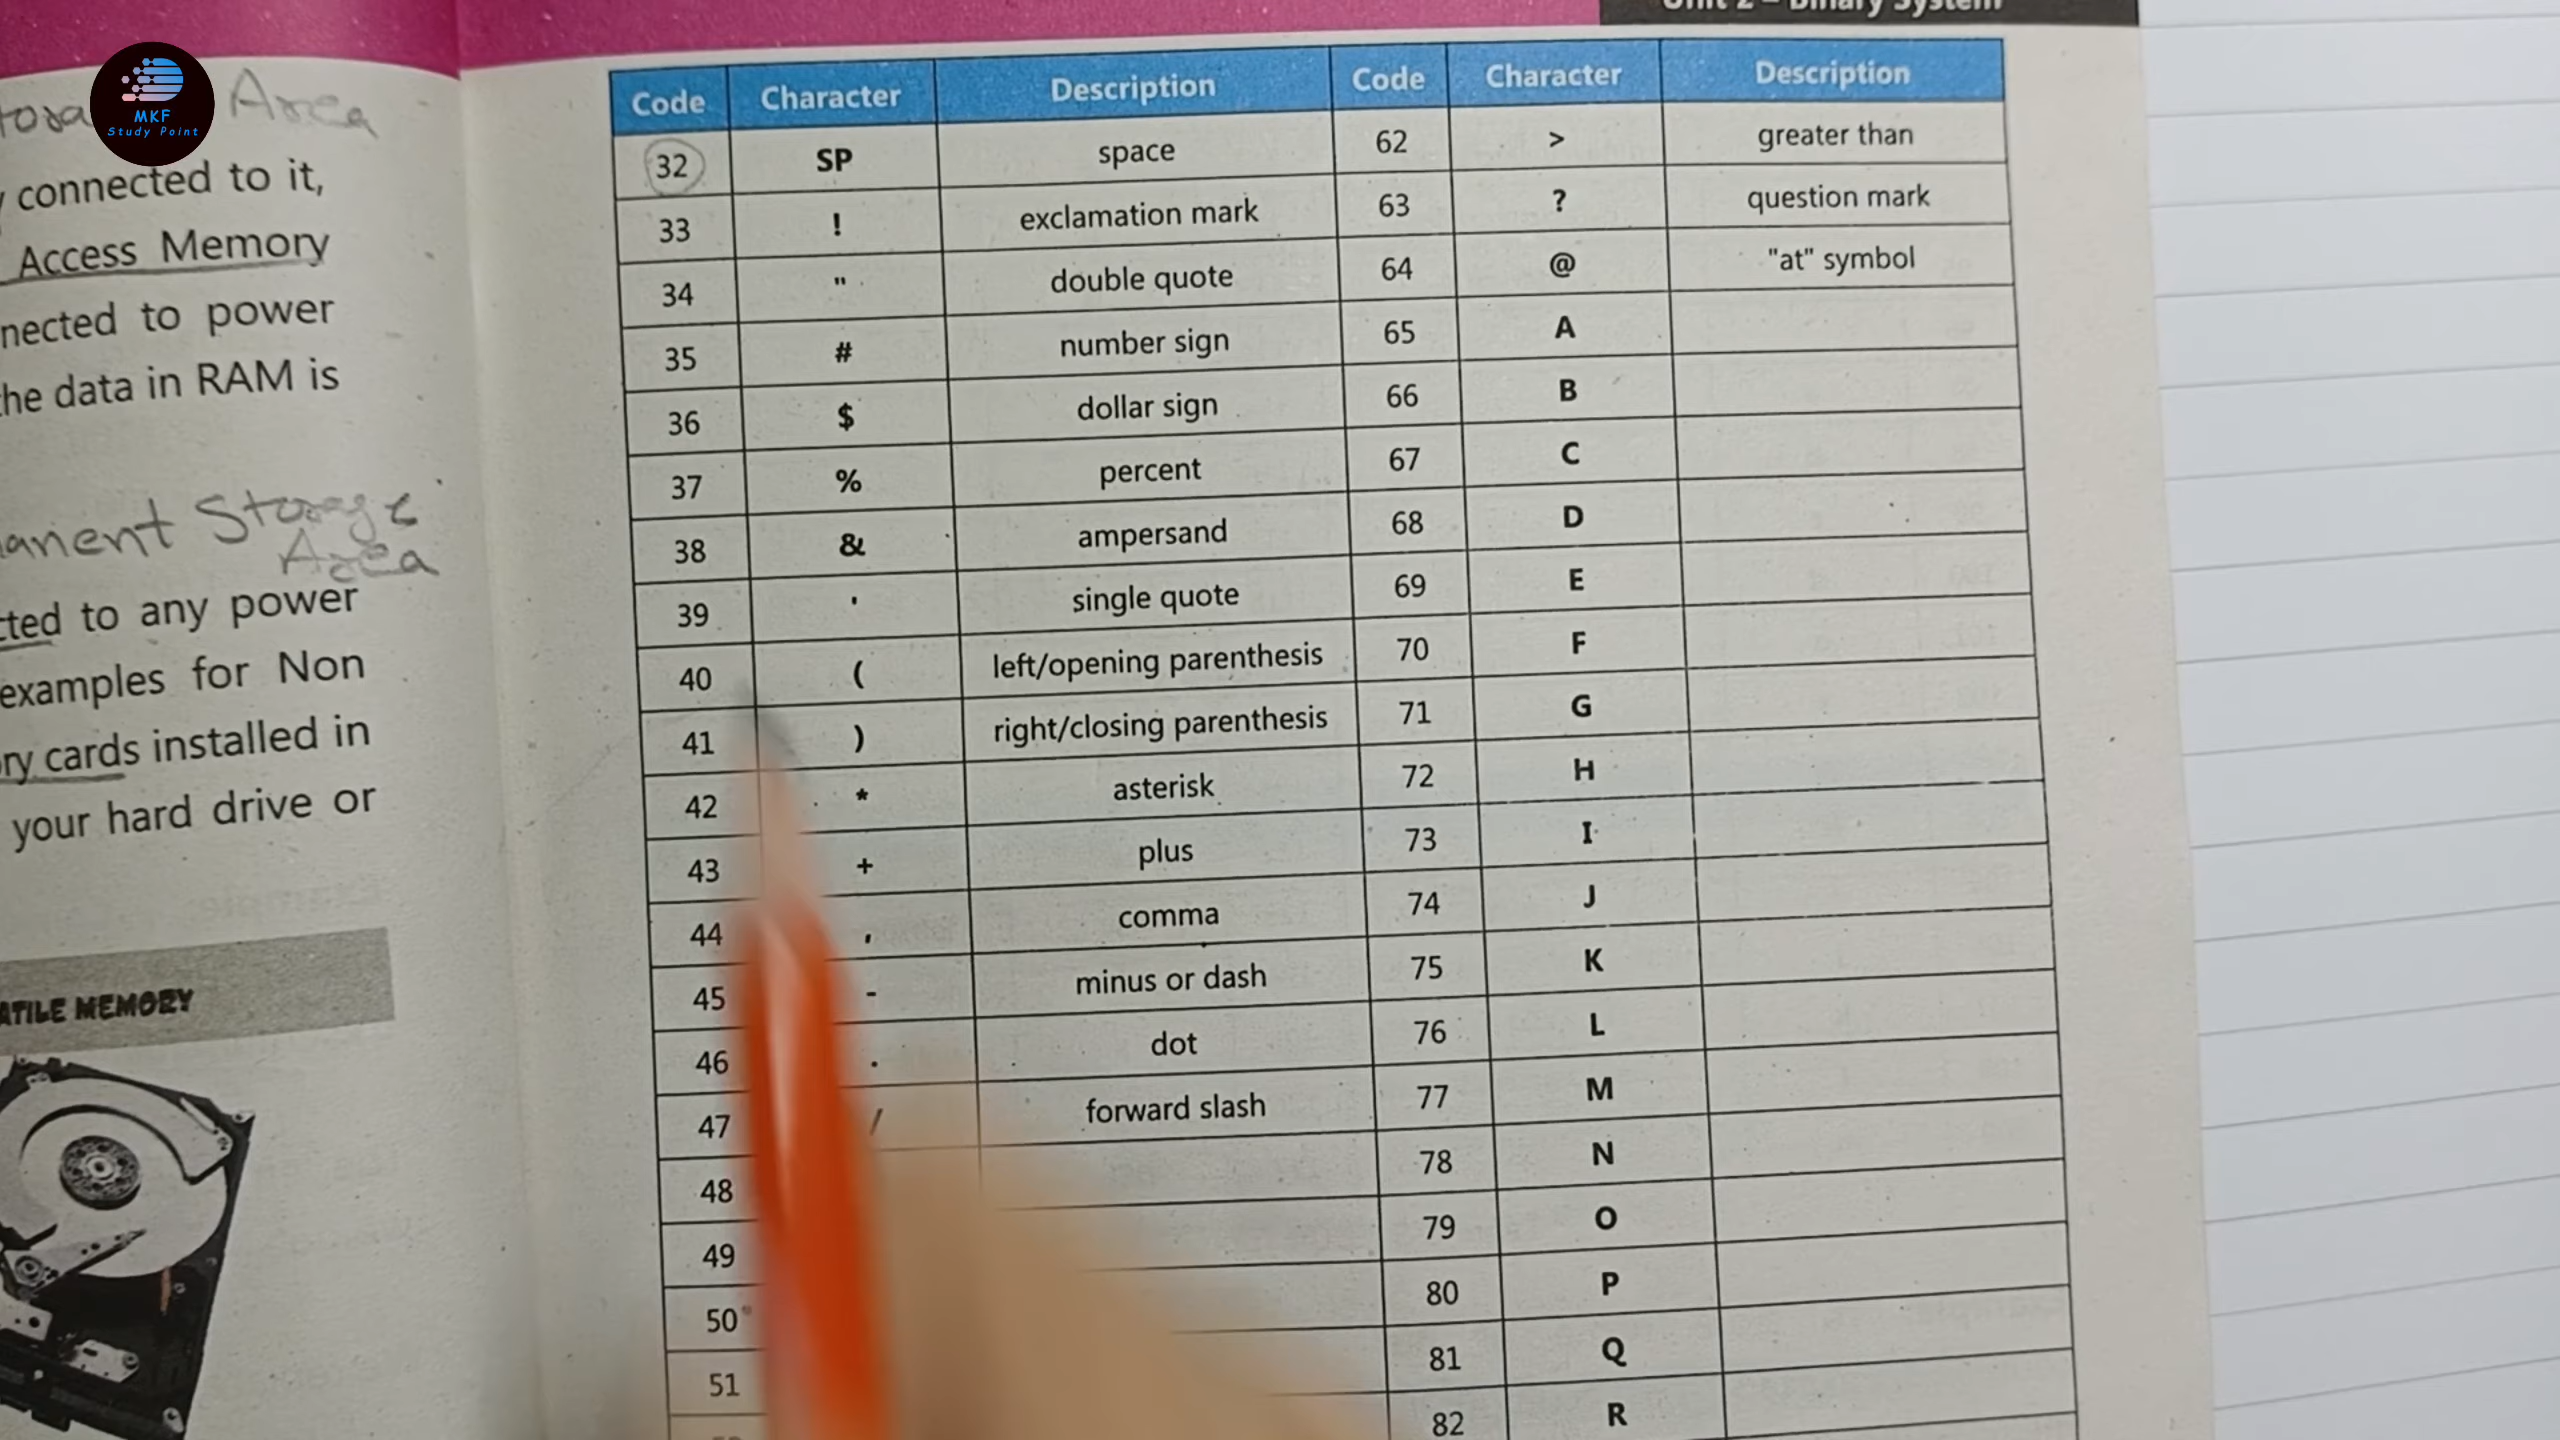 Unit 2 – Binary System
MKF
Study Point
Area
connected to it,
Access Memory
nected to power
the data in RAM is
manent Storage
Area
cted to any power
examples for Non
ry cards installed in
your hard drive or
ATILE MEMORY
Code Character Description Code Character Description
32 SP space 62 > greater than
33 ! exclamation mark 63 ? question mark
34 " double quote 64 @ "at" symbol
35 # number sign 65 A
36 $ dollar sign 66 B
37 % percent 67 C
38 & ampersand 68 D
39 ' single quote 69 E
40 ( left/opening parenthesis 70 F
41 ) right/closing parenthesis 71 G
42 * asterisk 72 H
43 + plus 73 I
44 , comma 74 J
45 - minus or dash 75 K
46 . dot 76 L
47 / forward slash 77 M
48 78 N
49 79 O
50 80 P
51 81 Q
82 R